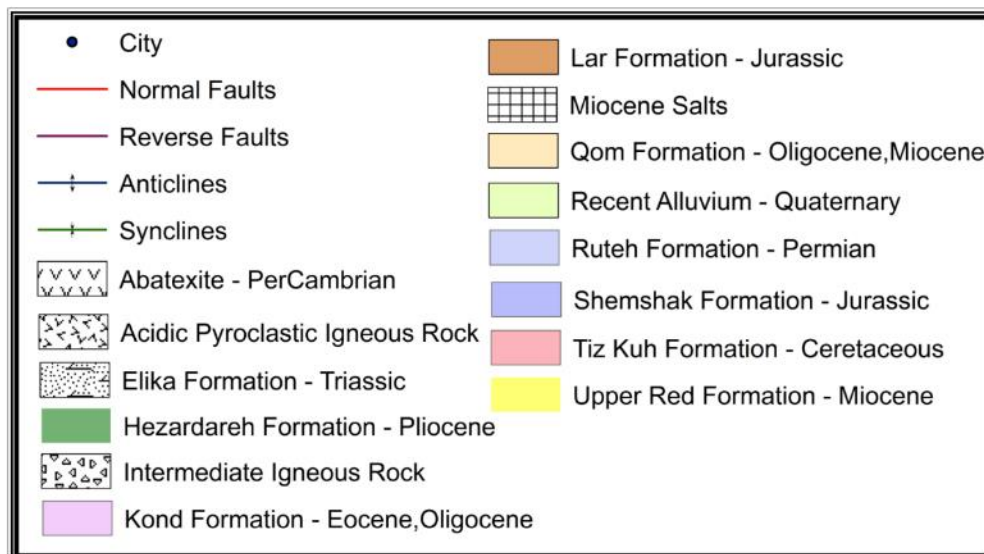 City
Normal Faults
Reverse Faults
Anticlines
Synclines
Abatexite - PerCambrian
Acidic Pyroclastic Igneous Rock
Elika Formation - Triassic
Hezardareh Formation - Pliocene
Intermediate Igneous Rock
Kond Formation - Eocene,Oligocene
Lar Formation - Jurassic
Miocene Salts
Qom Formation - Oligocene,Miocene
Recent Alluvium - Quaternary
Ruteh Formation - Permian
Shemshak Formation - Jurassic
Tiz Kuh Formation - Ceretaceous
Upper Red Formation - Miocene